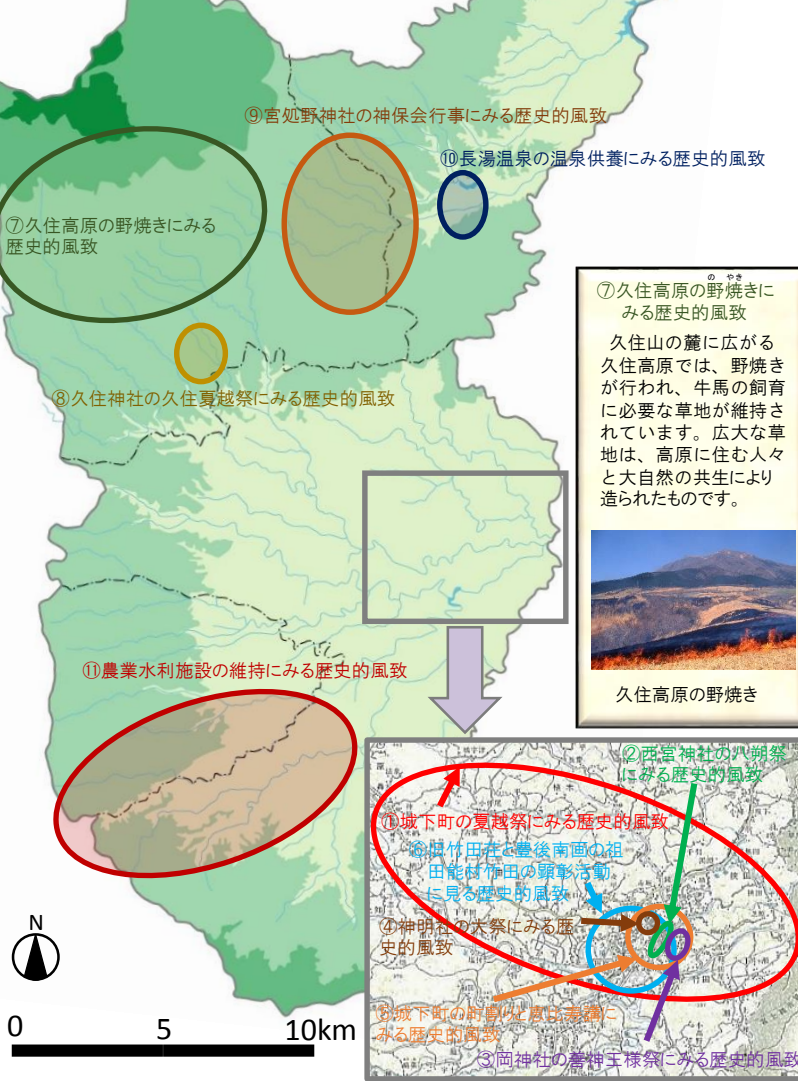 ⑨宮処野神社の神保会行事にみる歴史的風致
⑩長湯温泉の温泉供養にみる歴史的風致
⑦久住高原の野焼きにみる
歴史的風致
⑧久住神社の久住夏越祭にみる歴史的風致
⑪農業水利施設の維持にみる歴史的風致
の やき
⑦久住高原の野焼きに
みる歴史的風致
久住山の麓に広がる
久住高原では、野焼き
が行われ、牛馬の飼育
に必要な草地が維持さ
れています。広大な草
地は、高原に住む人々
と大自然の共生により
造られたものです。
久住高原の野焼き
②西宮神社の八朔祭
にみる歴史的風致
①城下町の夏越祭にみる歴史的風致
⑥旧竹田荘と豊後南画の祖
田能村竹田の顕彰活動
に見る歴史的風致
④神明社の大祭にみる歴
史的風致
城下町の町割りと
みる歴史的風致
③岡神社の善神王様祭にみる歴史的風致
N
0 5 10km